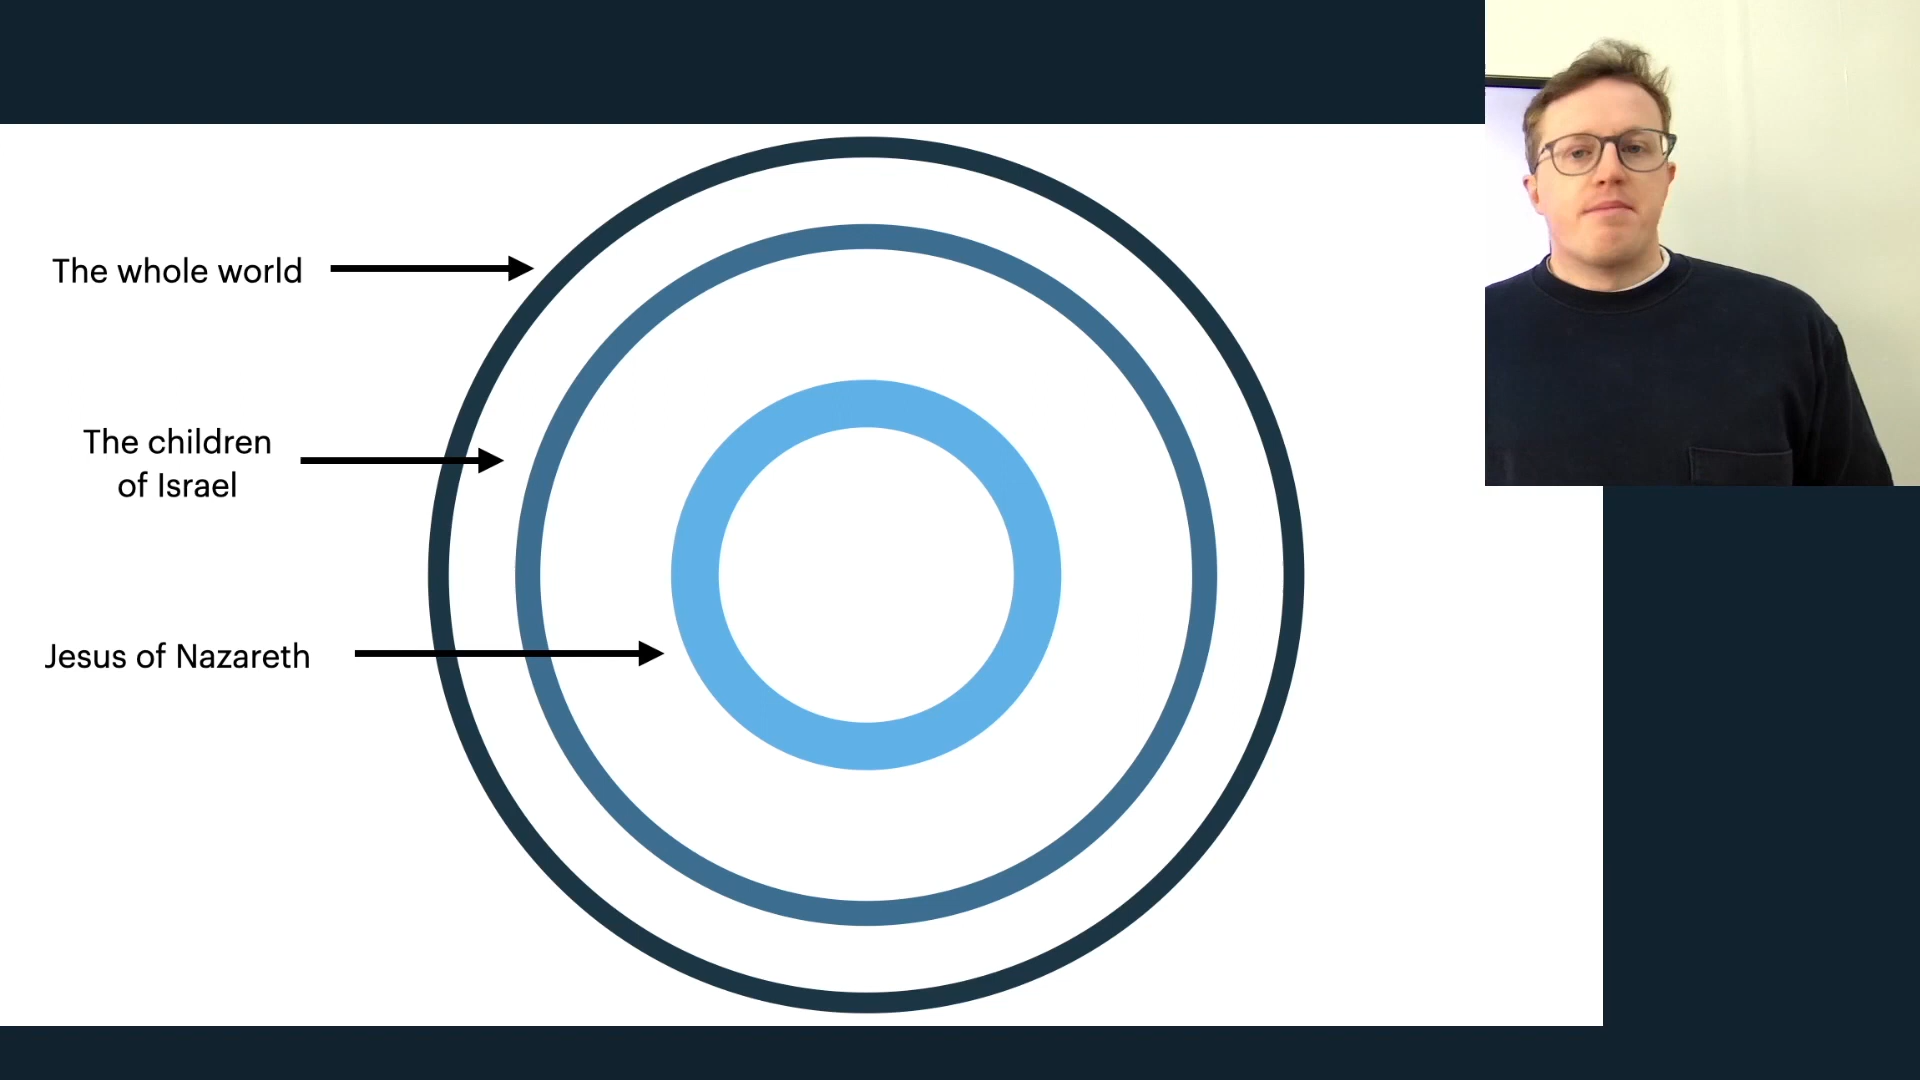 The whole world
The children
of Israel
Jesus of Nazareth